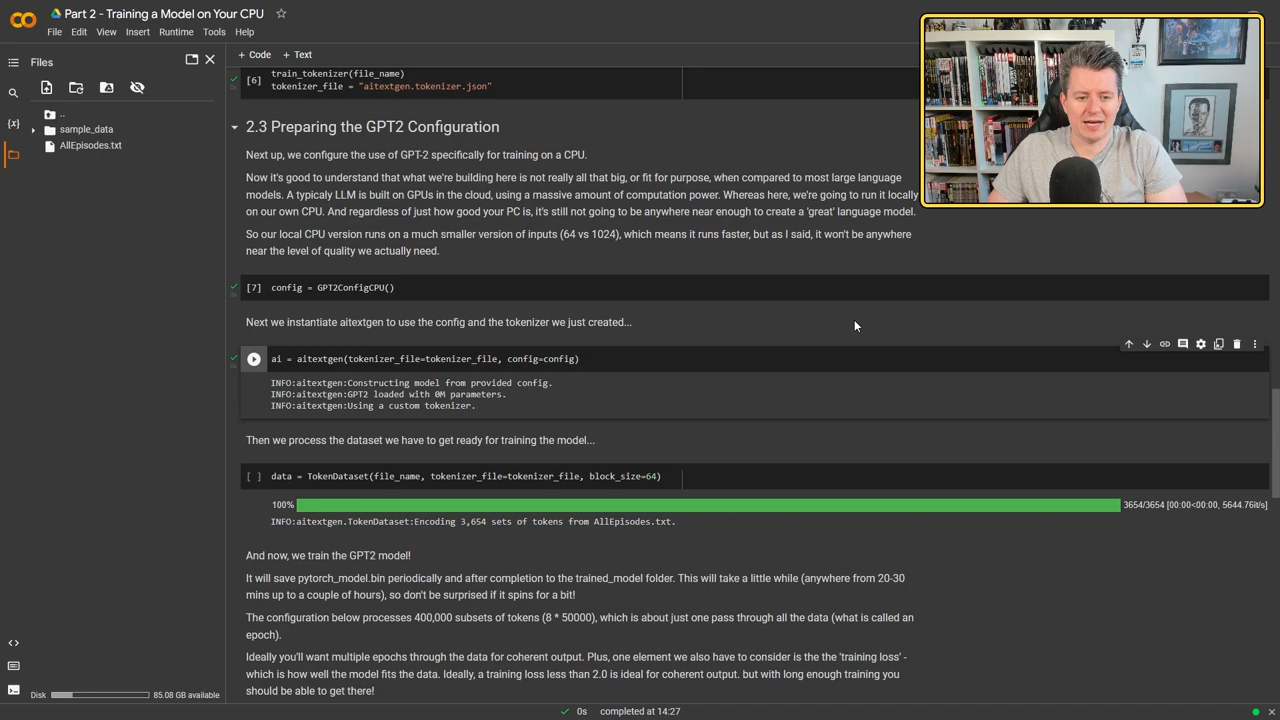 Part 2 - Training a Model on Your CPU
File Edit View Insert Runtime Tools Help
Files
+ Code + Text
..
sample_data
AllEpisodes.txt
[6] train_tokenizer(file_name)
tokenizer_file = "aitextgen.tokenizer.json"
2.3 Preparing the GPT2 Configuration
Next up, we configure the use of GPT-2 specifically for training on a CPU.
Now it's good to understand that what we're building here is not really all that big, or fit for purpose, when compared to most large language
models. A typicaly LLM is built on GPUs in the cloud, using a massive amount of computation power. Whereas here, we're going to run it locally
on our own CPU. And regardless of just how good your PC is, it's still not going to be anywhere near enough to create a 'great' language model.
So our local CPU version runs on a much smaller version of inputs (64 vs 1024), which means it runs faster, but as I said, it won't be anywhere
near the level of quality we actually need.
[7] config = GPT2ConfigCPU()
Next we instantiate aitextgen to use the config and the tokenizer we just created...
ai = aitextgen(tokenizer_file=tokenizer_file, config=config)
INFO:aitextgen:Constructing model from provided config.
INFO:aitextgen:GPT2 loaded with 0M parameters.
INFO:aitextgen:Using a custom tokenizer.
Then we process the dataset we have to get ready for training the model...
[ ] data = TokenDataset(file_name, tokenizer_file=tokenizer_file, block_size=64)
100% 3654/3654 [00:00<00:00, 5644.76it/s]
INFO:aitextgen.TokenDataset:Encoding 3,654 sets of tokens from AllEpisodes.txt.
And now, we train the GPT2 model!
It will save pytorch_model.bin periodically and after completion to the trained_model folder. This will take a little while (anywhere from 20-30
mins up to a couple of hours), so don't be surprised if it spins for a bit!
The configuration below processes 400,000 subsets of tokens (8 * 50000), which is about just one pass through all the data (what is called an
epoch).
Ideally you'll want multiple epochs through the data for coherent output. Plus, one element we also have to consider is the the 'training loss' -
which is how well the model fits the data. Ideally, a training loss less than 2.0 is ideal for coherent output. but with long enough training you
should be able to get there!
Disk 85.08 GB available
0s completed at 14:27